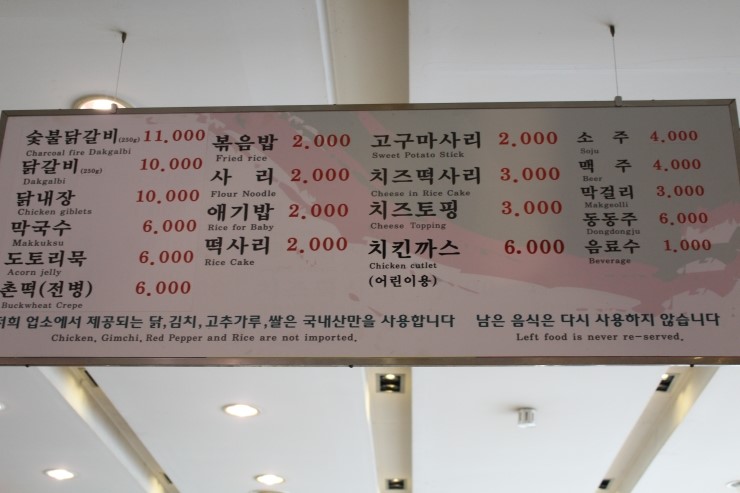 숯불닭갈비(250g) 11.000
Charcoal fire Dakgalbi
닭갈비(250g) 10.000
Dakgalbi
닭내장 10.000
Chicken giblets
막국수 6.000
Makkuksu
도토리묵 6.000
Acorn jelly
촌떡(전병) 6.000
Buckwheat Crepe
볶음밥 2.000
Fried rice
사 리 2.000
Flour Noodle
애기밥 2.000
Rice for Baby
떡사리 2.000
Rice Cake
고구마사리 2.000
Sweet Potato Stick
치즈떡사리 3.000
Cheese in Rice Cake
치즈토핑 3.000
Cheese Topping
치킨까스 6.000
Chicken cutlet
(어린이용)
소 주 4.000
Soju
맥 주 4.000
Beer
막걸리 3.000
Makgeolli
동동주 6.000
Dongdongju
음료수 1.000
Beverage
저희 업소에서 제공되는 닭,김치,고추가루,쌀은 국내산만을 사용합니다
Chicken, Gimchi, Red Pepper and Rice are not imported.
남은 음식은 다시 사용하지 않습니다
Left food is never re-served.